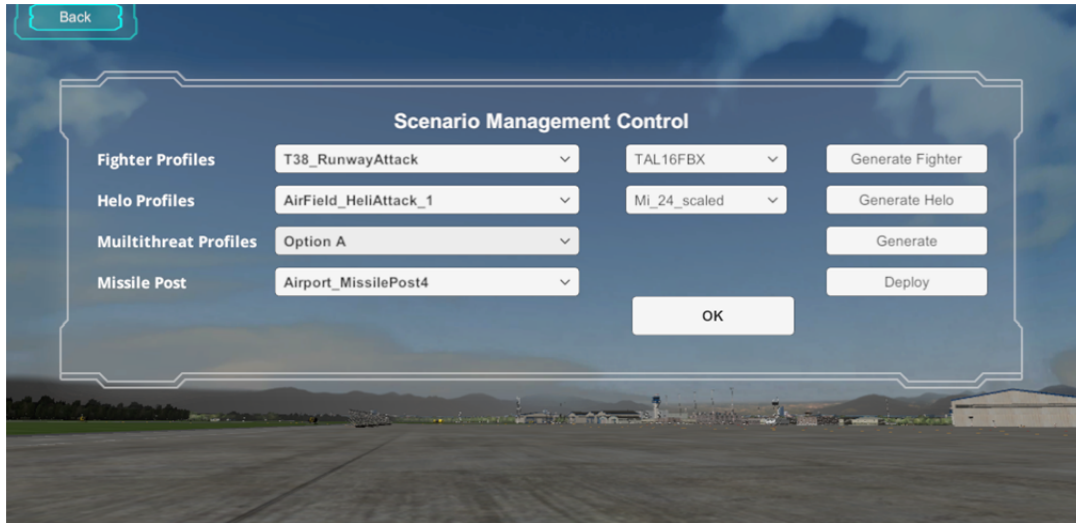 Back
Scenario Management Control
Fighter Profiles T38_RunwayAttack TAL16FBX Generate Fighter
Helo Profiles AirField_HeliAttack_1 Mi_24_scaled Generate Helo
Muiltithreat Profiles Option A Generate
Missile Post Airport_MissilePost4 Deploy
OK